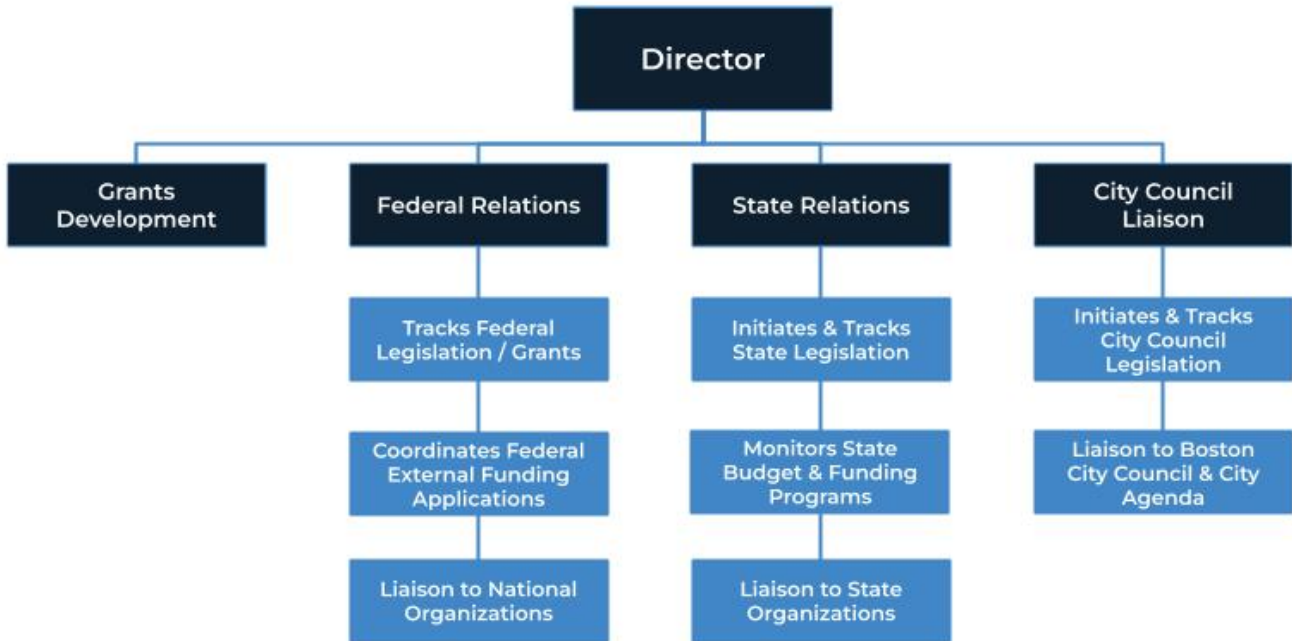 Director
Grants
Development
Federal Relations
State Relations
City Council
Liaison
Tracks Federal
Legislation / Grants
Initiates & Tracks
State Legislation
Initiates & Tracks
City Council
Legislation
Coordinates Federal
External Funding
Applications
Monitors State
Budget & Funding
Programs
Liaison to Boston
City Council & City
Agenda
Liaison to National
Organizations
Liaison to State
Organizations